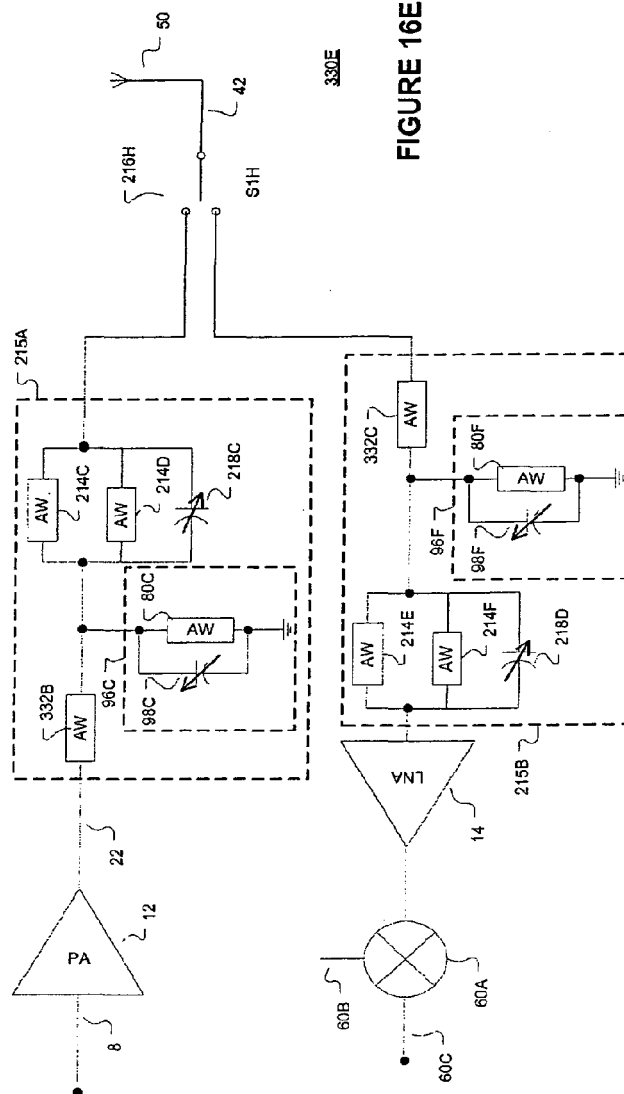 50
42
216H
S1H
330E
FIGURE 16E
215A
AW
214C
AW
214D
218C
80C
AW
96C
98C
332B
AW
22
PA
12
8
332C
AW
80F
AW
96F
98F
AW
214E
AW
214F
218D
215B
LNA
14
60B
60A
60C